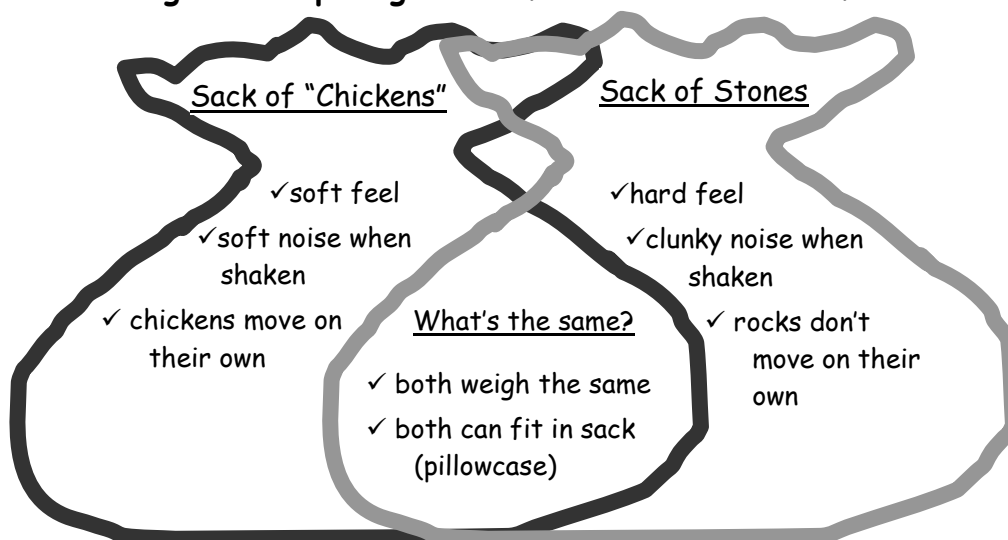 Sack of “Chickens”
✓soft feel
✓soft noise when
shaken
✓ chickens move on
their own
What’s the same?
✓ both weigh the same
✓ both can fit in sack
(pillowcase)
Sack of Stones
✓hard feel
✓clunky noise when
shaken
✓ rocks don’t
move on their
own